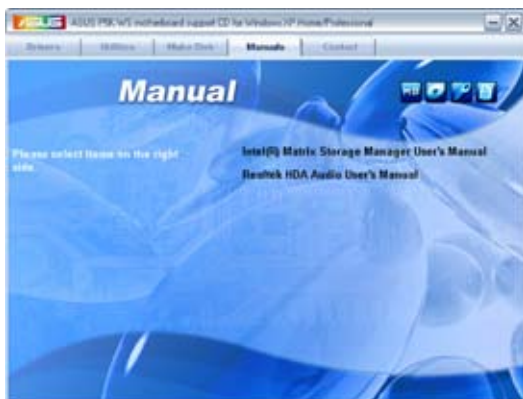 ASUS
ASUS P5K WS motherboard support CD for Windows XP Home/Professional
Drivers
Utilities
Make Disk
Manuals
Contact
Manual
Please select items on the right
side.
Intel(R) Matrix Storage Manager User's Manual
Realtek HDA Audio User's Manual